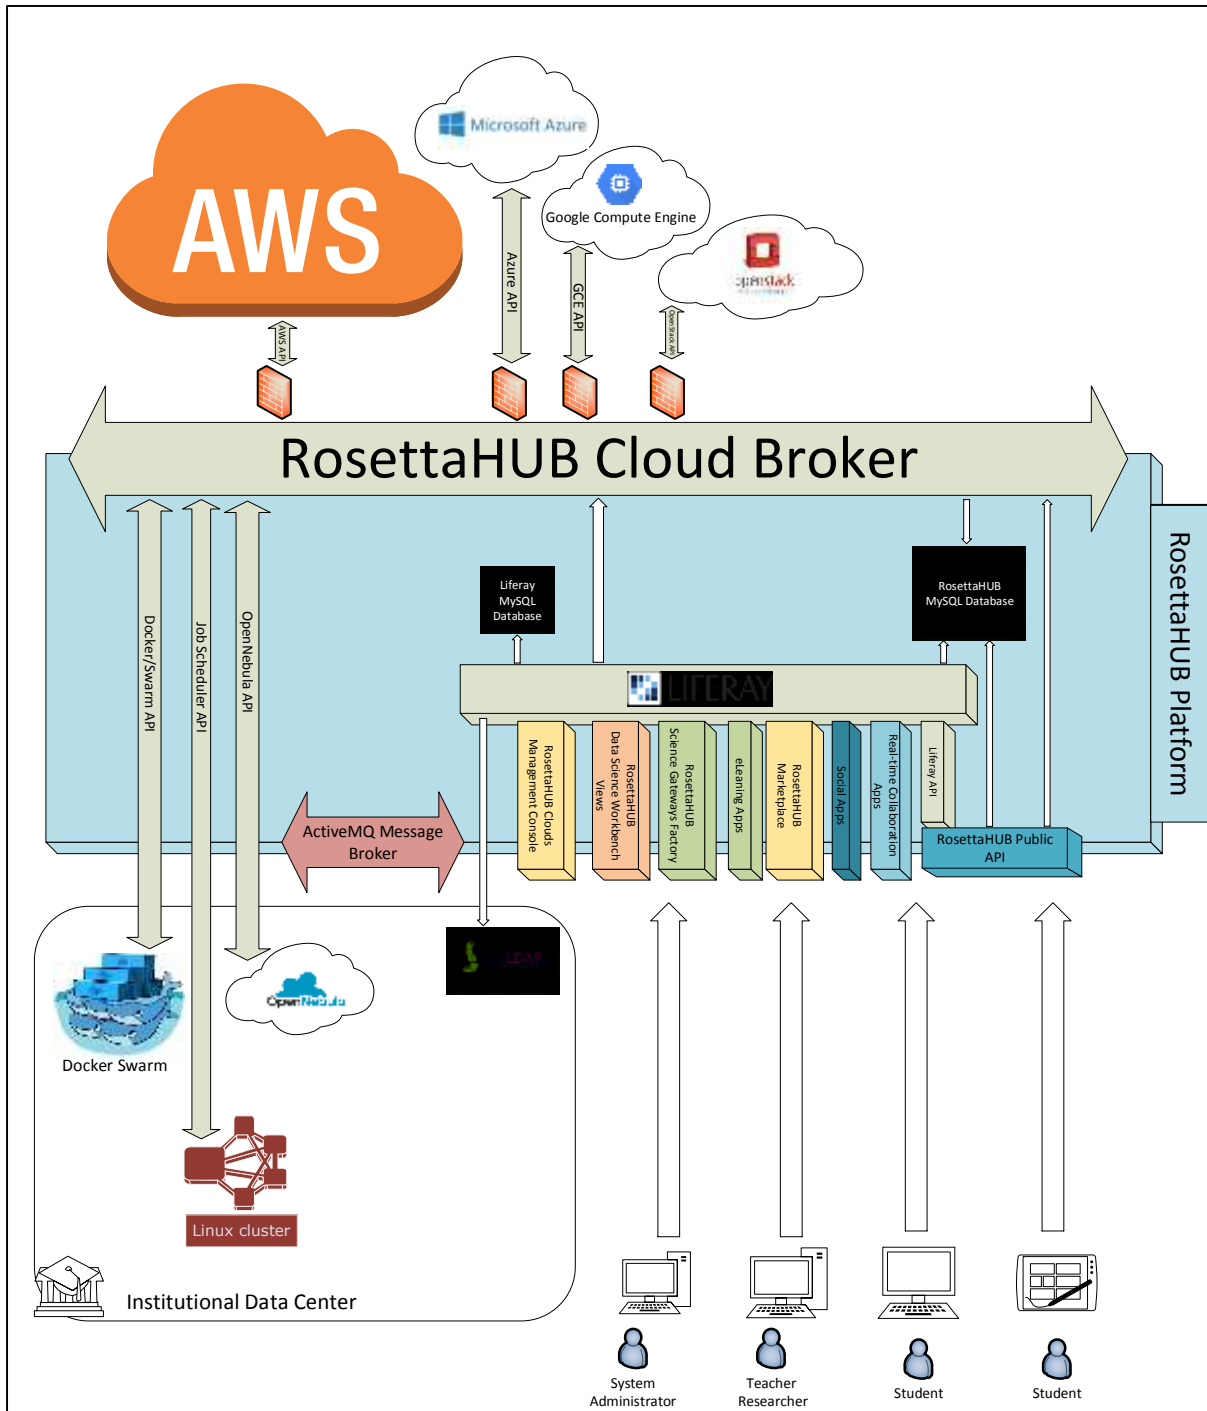 Microsoft Azure
AWS
Google Compute Engine
openstack
AWS API
Azure API
GCE API
OpenStack API
RosettaHUB Cloud Broker
RosettaHUB Platform
Docker/Swarm API
Job Scheduler API
OpenNebula API
Liferay
MySQL
Database
RosettaHUB
MySQL Database
LIFERAY
RosettaHUB Clouds
Management Console
RosettaHUB
Data Science Workbench
Views
RosettaHUB
Science Gateways Factory
eLeaning Apps
RosettaHUB
Marketplace
Social Apps
Real-time Collaboration
Apps
Liferay API
RosettaHUB Public
API
ActiveMQ Message
Broker
LDAP
OpenNebula
Docker Swarm
Linux cluster
Institutional Data Center
System
Administrator
Teacher
Researcher
Student
Student